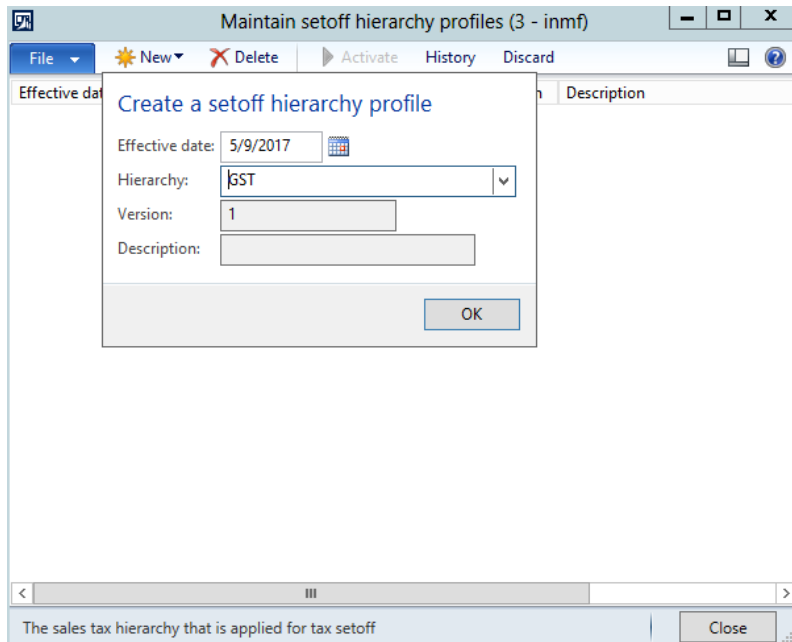 Maintain setoff hierarchy profiles (3 - inmf)
File New Delete Activate History Discard
Effective dat n Description
Create a setoff hierarchy profile
Effective date: 5/9/2017
Hierarchy: GST
Version: 1
Description:
OK
The sales tax hierarchy that is applied for tax setoff Close